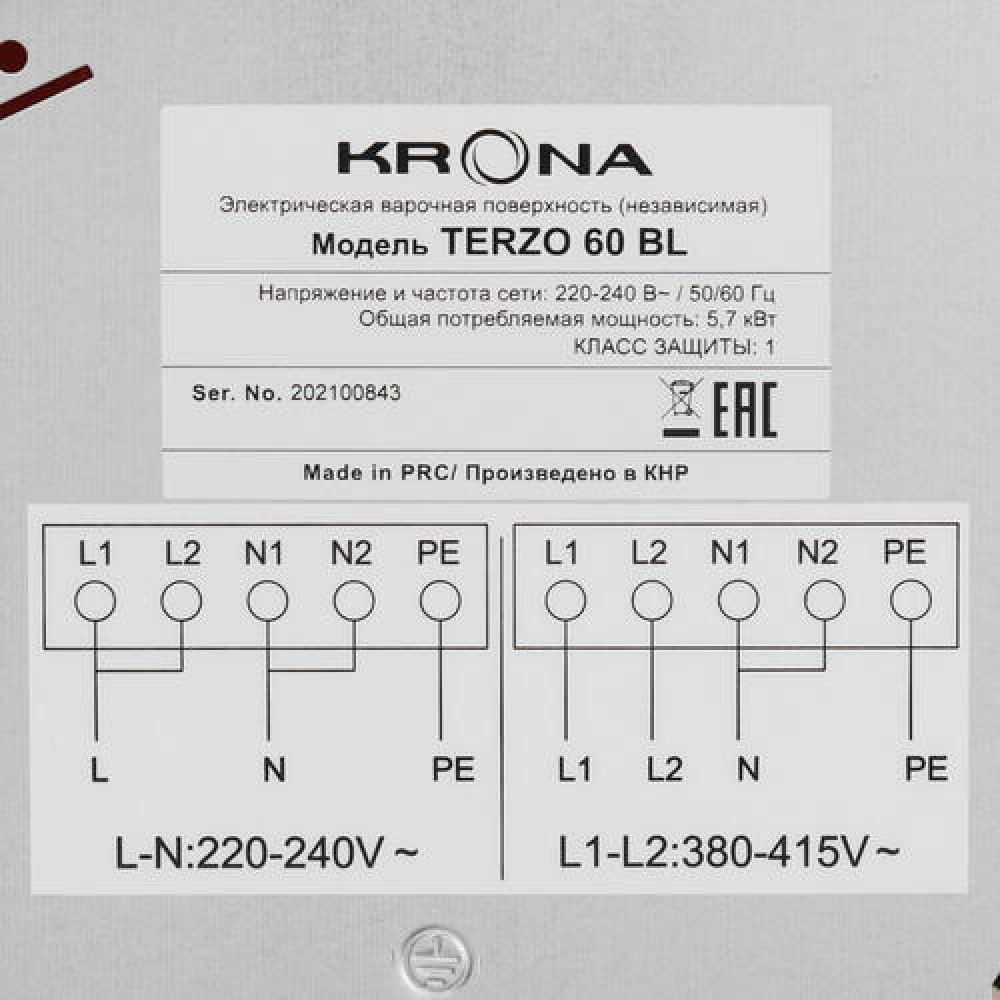 KRONA
Электрическая варочная поверхность (независимая)
Модель TERZO 60 BL
Напряжение и частота сети: 220-240 В~ / 50/60 Гц
Общая потребляемая мощность: 5,7 кВт
КЛАСС ЗАЩИТЫ: 1
Ser. No. 202100843
EAC
Made in PRC/ Произведено в КНР
L1 L2 N1 N2 PE
L N PE
L-N:220-240V~
L1 L2 N1 N2 PE
L1 L2 N PE
L1-L2:380-415V~